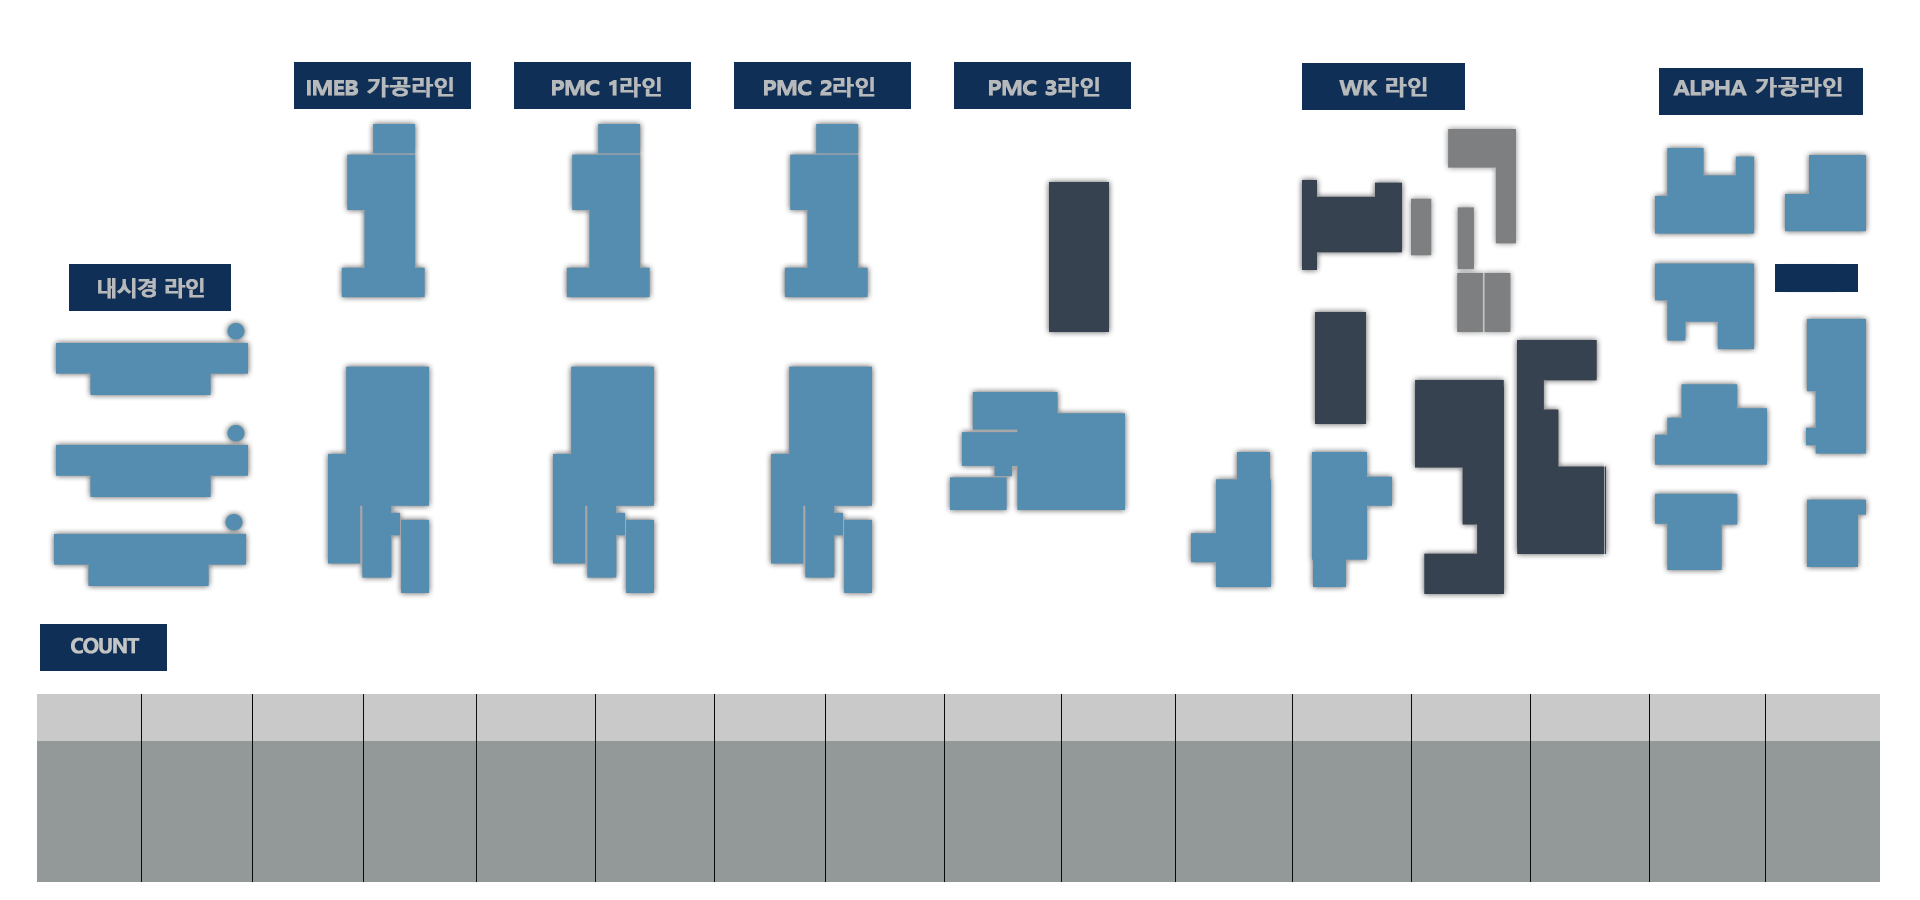 IMEB 가공라인
PMC 1라인
PMC 2라인
PMC 3라인
WK 라인
ALPHA 가공라인
내시경 라인
COUNT